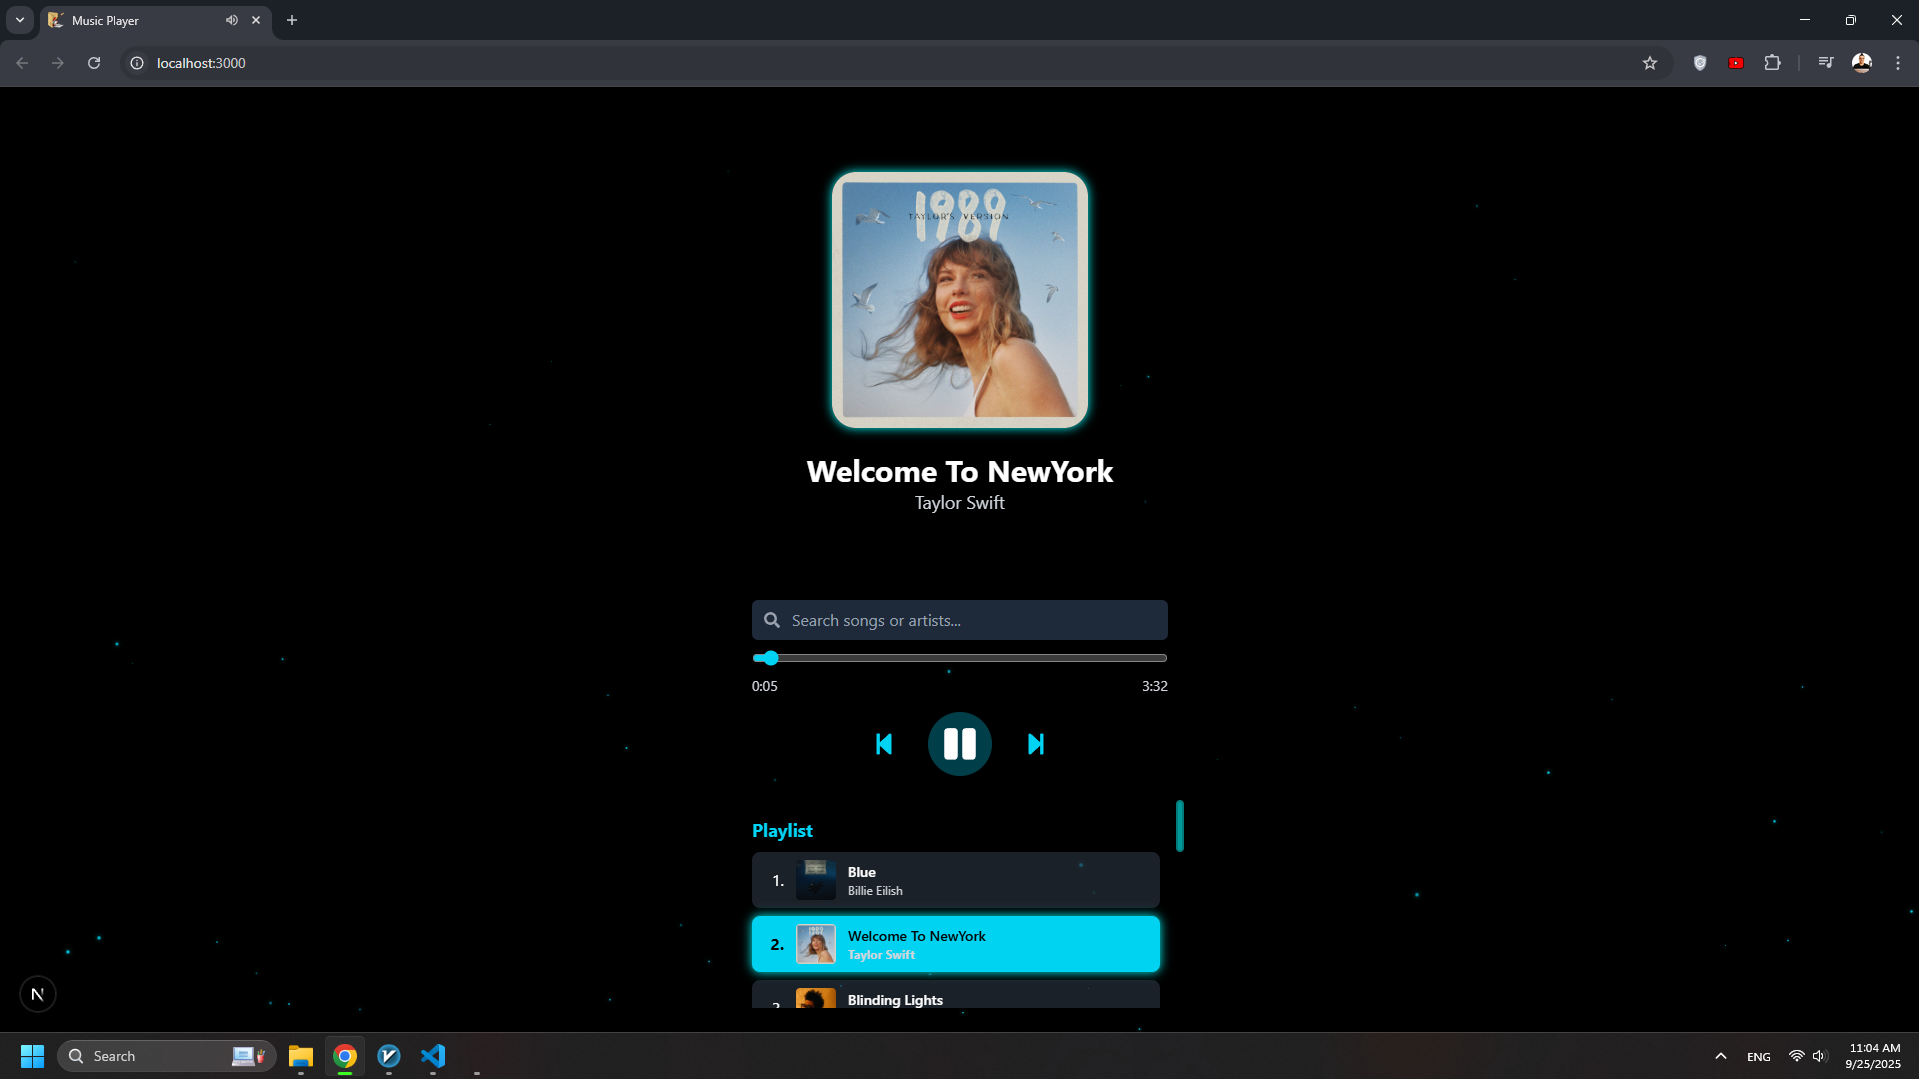 Music Player
localhost:3000
1989
TAYLOR'S VERSION
Welcome To NewYork
Taylor Swift
Search songs or artists...
0:05
3:32
Playlist
1.
Blue
Billie Eilish
2.
Welcome To NewYork
Taylor Swift
Blinding Lights
N
Search
ENG
11:04 AM
9/25/2025